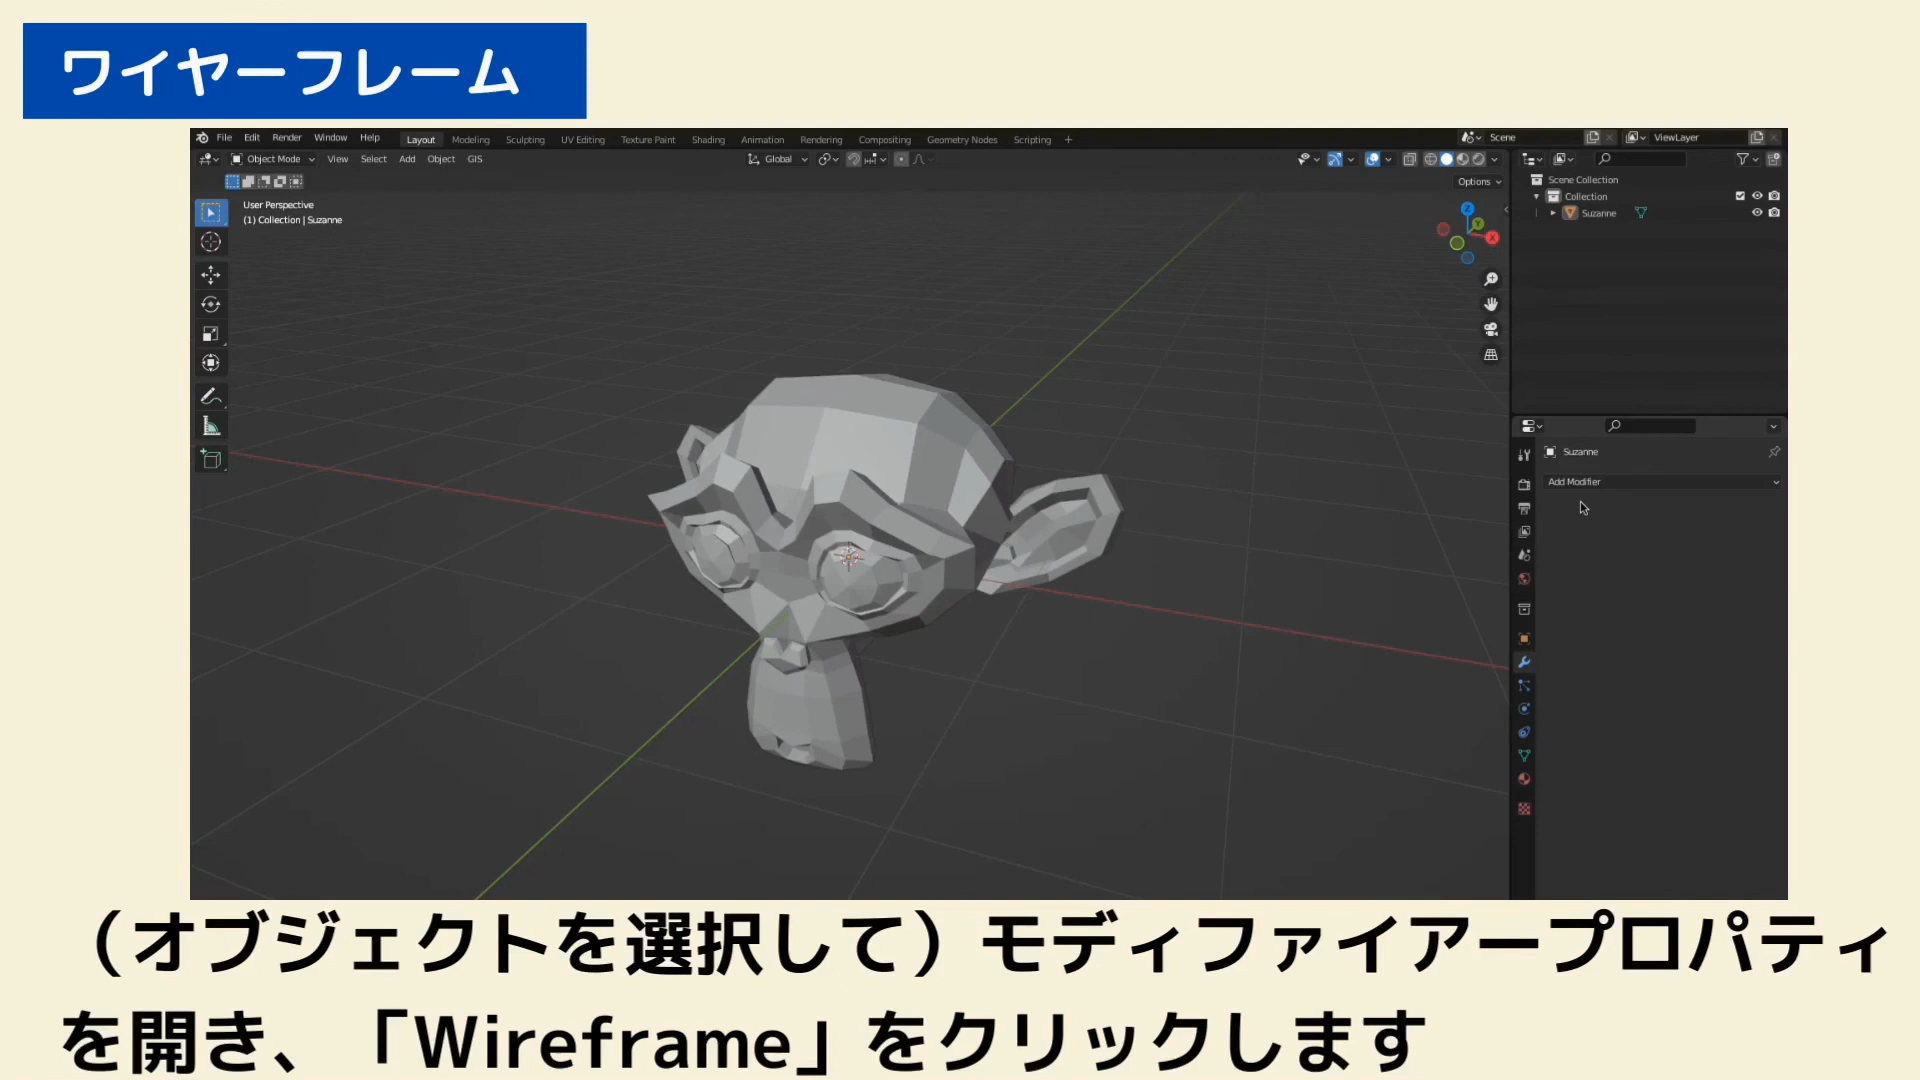 ワイヤーフレーム
File Edit Render Window Help Layout Modeling Sculpting UV Editing Texture Paint Shading Animation Rendering Compositing Geometry Nodes Scripting + Scene ViewLayer
Object Mode View Select Add Object GIS Global
Options
User Perspective
(1) Collection | Suzanne
Z
Y
X
Scene Collection
Collection
Suzanne
Suzanne
Add Modifier
（オブジェクトを選択して）モディファイアープロパティ
を開き、「Wireframe」をクリックします